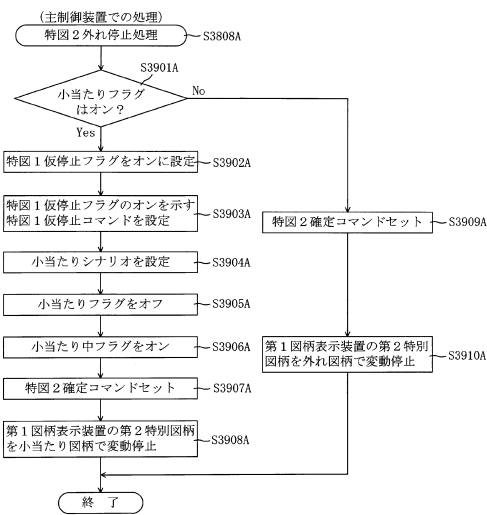 (主制御装置での処理)
特図2外れ停止処理
S3808A
S3901A
小当たりフラグ
はオン？
No
Yes
特図1仮停止フラグをオンに設定
S3902A
特図1仮停止フラグのオンを示す
特図1仮停止コマンドを設定
S3903A
特図2確定コマンドセット
S3909A
小当たりシナリオを設定
S3904A
小当たりフラグをオフ
S3905A
小当たり中フラグをオン
S3906A
第1図柄表示装置の第2特別
図柄を外れ図柄で変動停止
S3910A
特図2確定コマンドセット
S3907A
第1図柄表示装置の第2特別図柄
を小当たり図柄で変動停止
S3908A
終 了